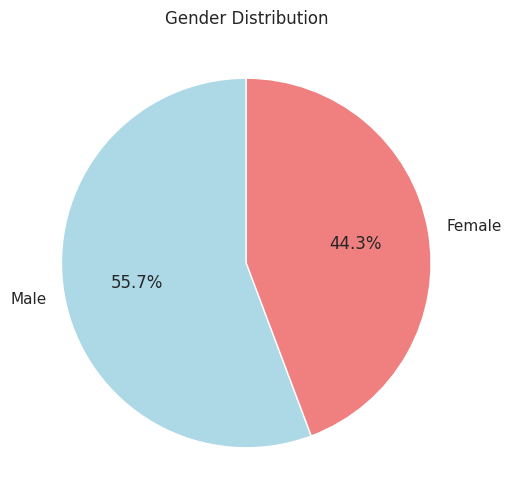 Gender Distribution
Female
44.3%
55.7%
Male